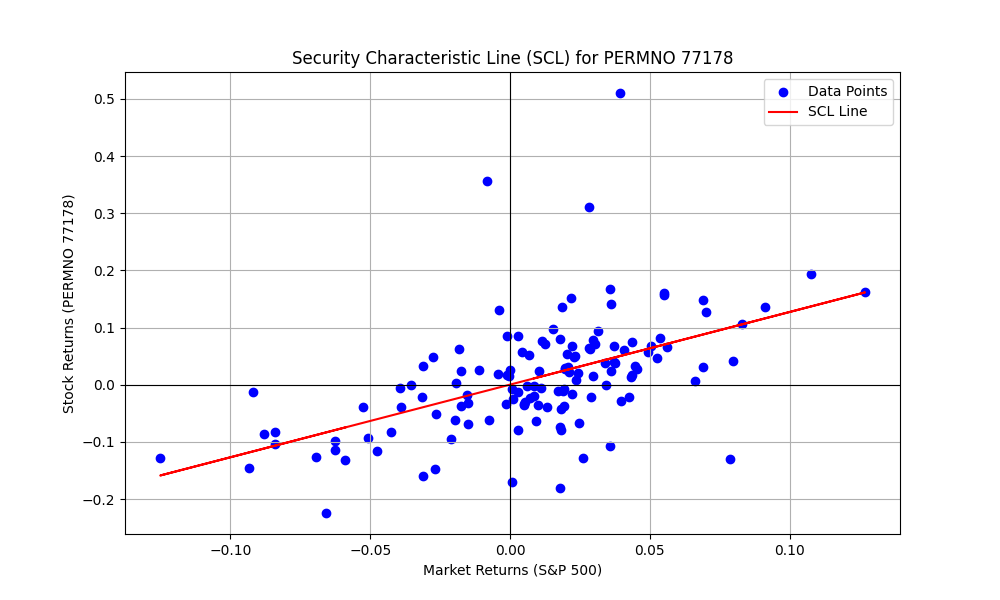 Security Characteristic Line (SCL) for PERMNO 77178
Data Points
SCL Line
0.5
0.4
0.3
0.2
0.1
0.0
−0.1
−0.2
Stock Returns (PERMNO 77178)
−0.10
−0.05
0.00
0.05
0.10
Market Returns (S&P 500)